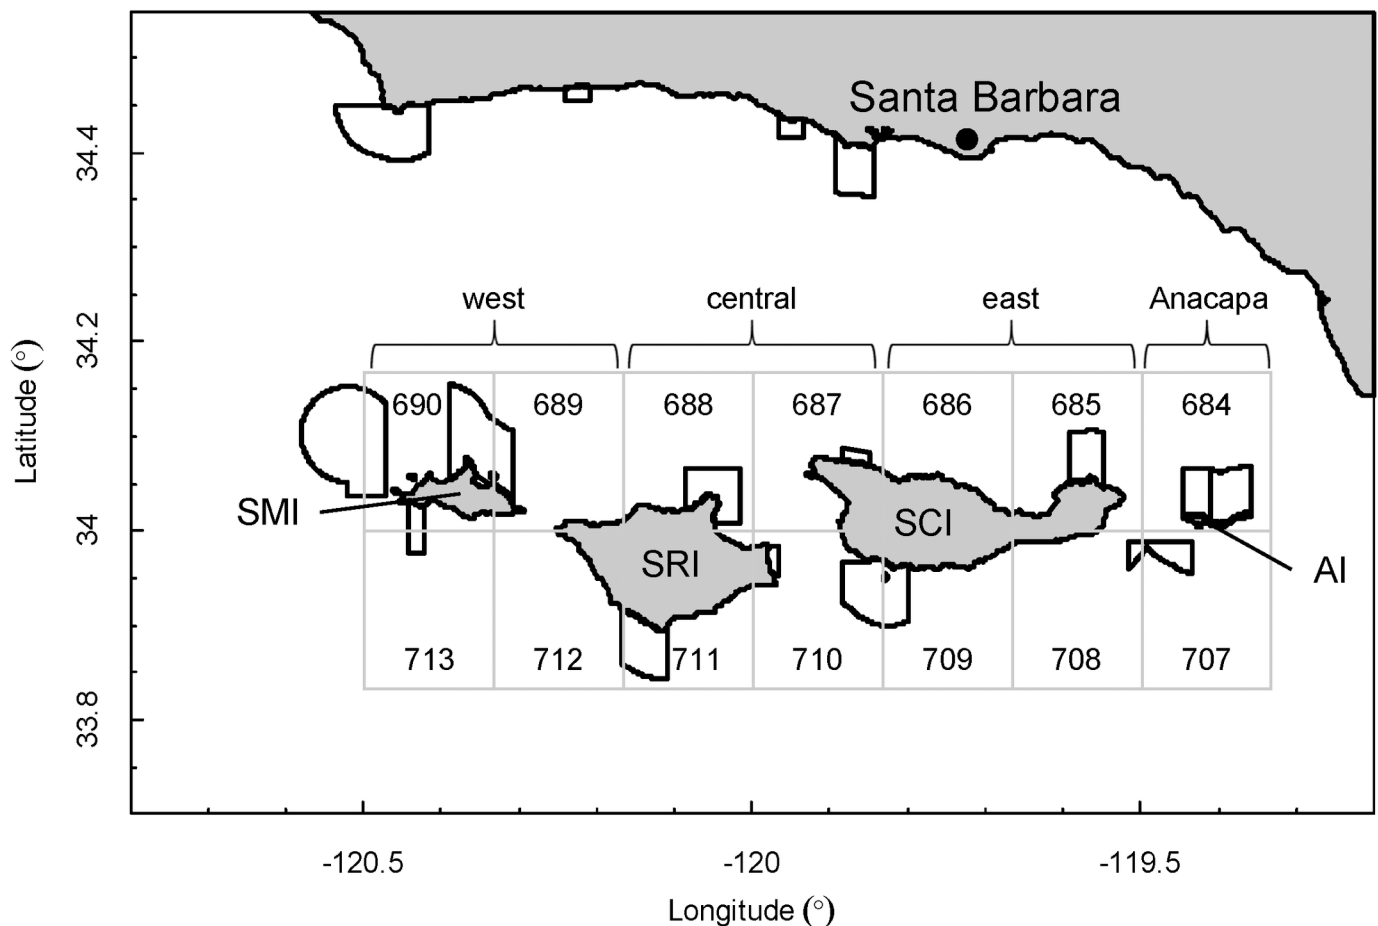 Santa Barbara
34.4
west central east Anacapa
34.2
Latitude (°)
690 689 688 687 686 685 684
SMI
SCI
34
SRI
AI
713 712 711 710 709 708 707
33.8
-120.5 -120 -119.5
Longitude (°)